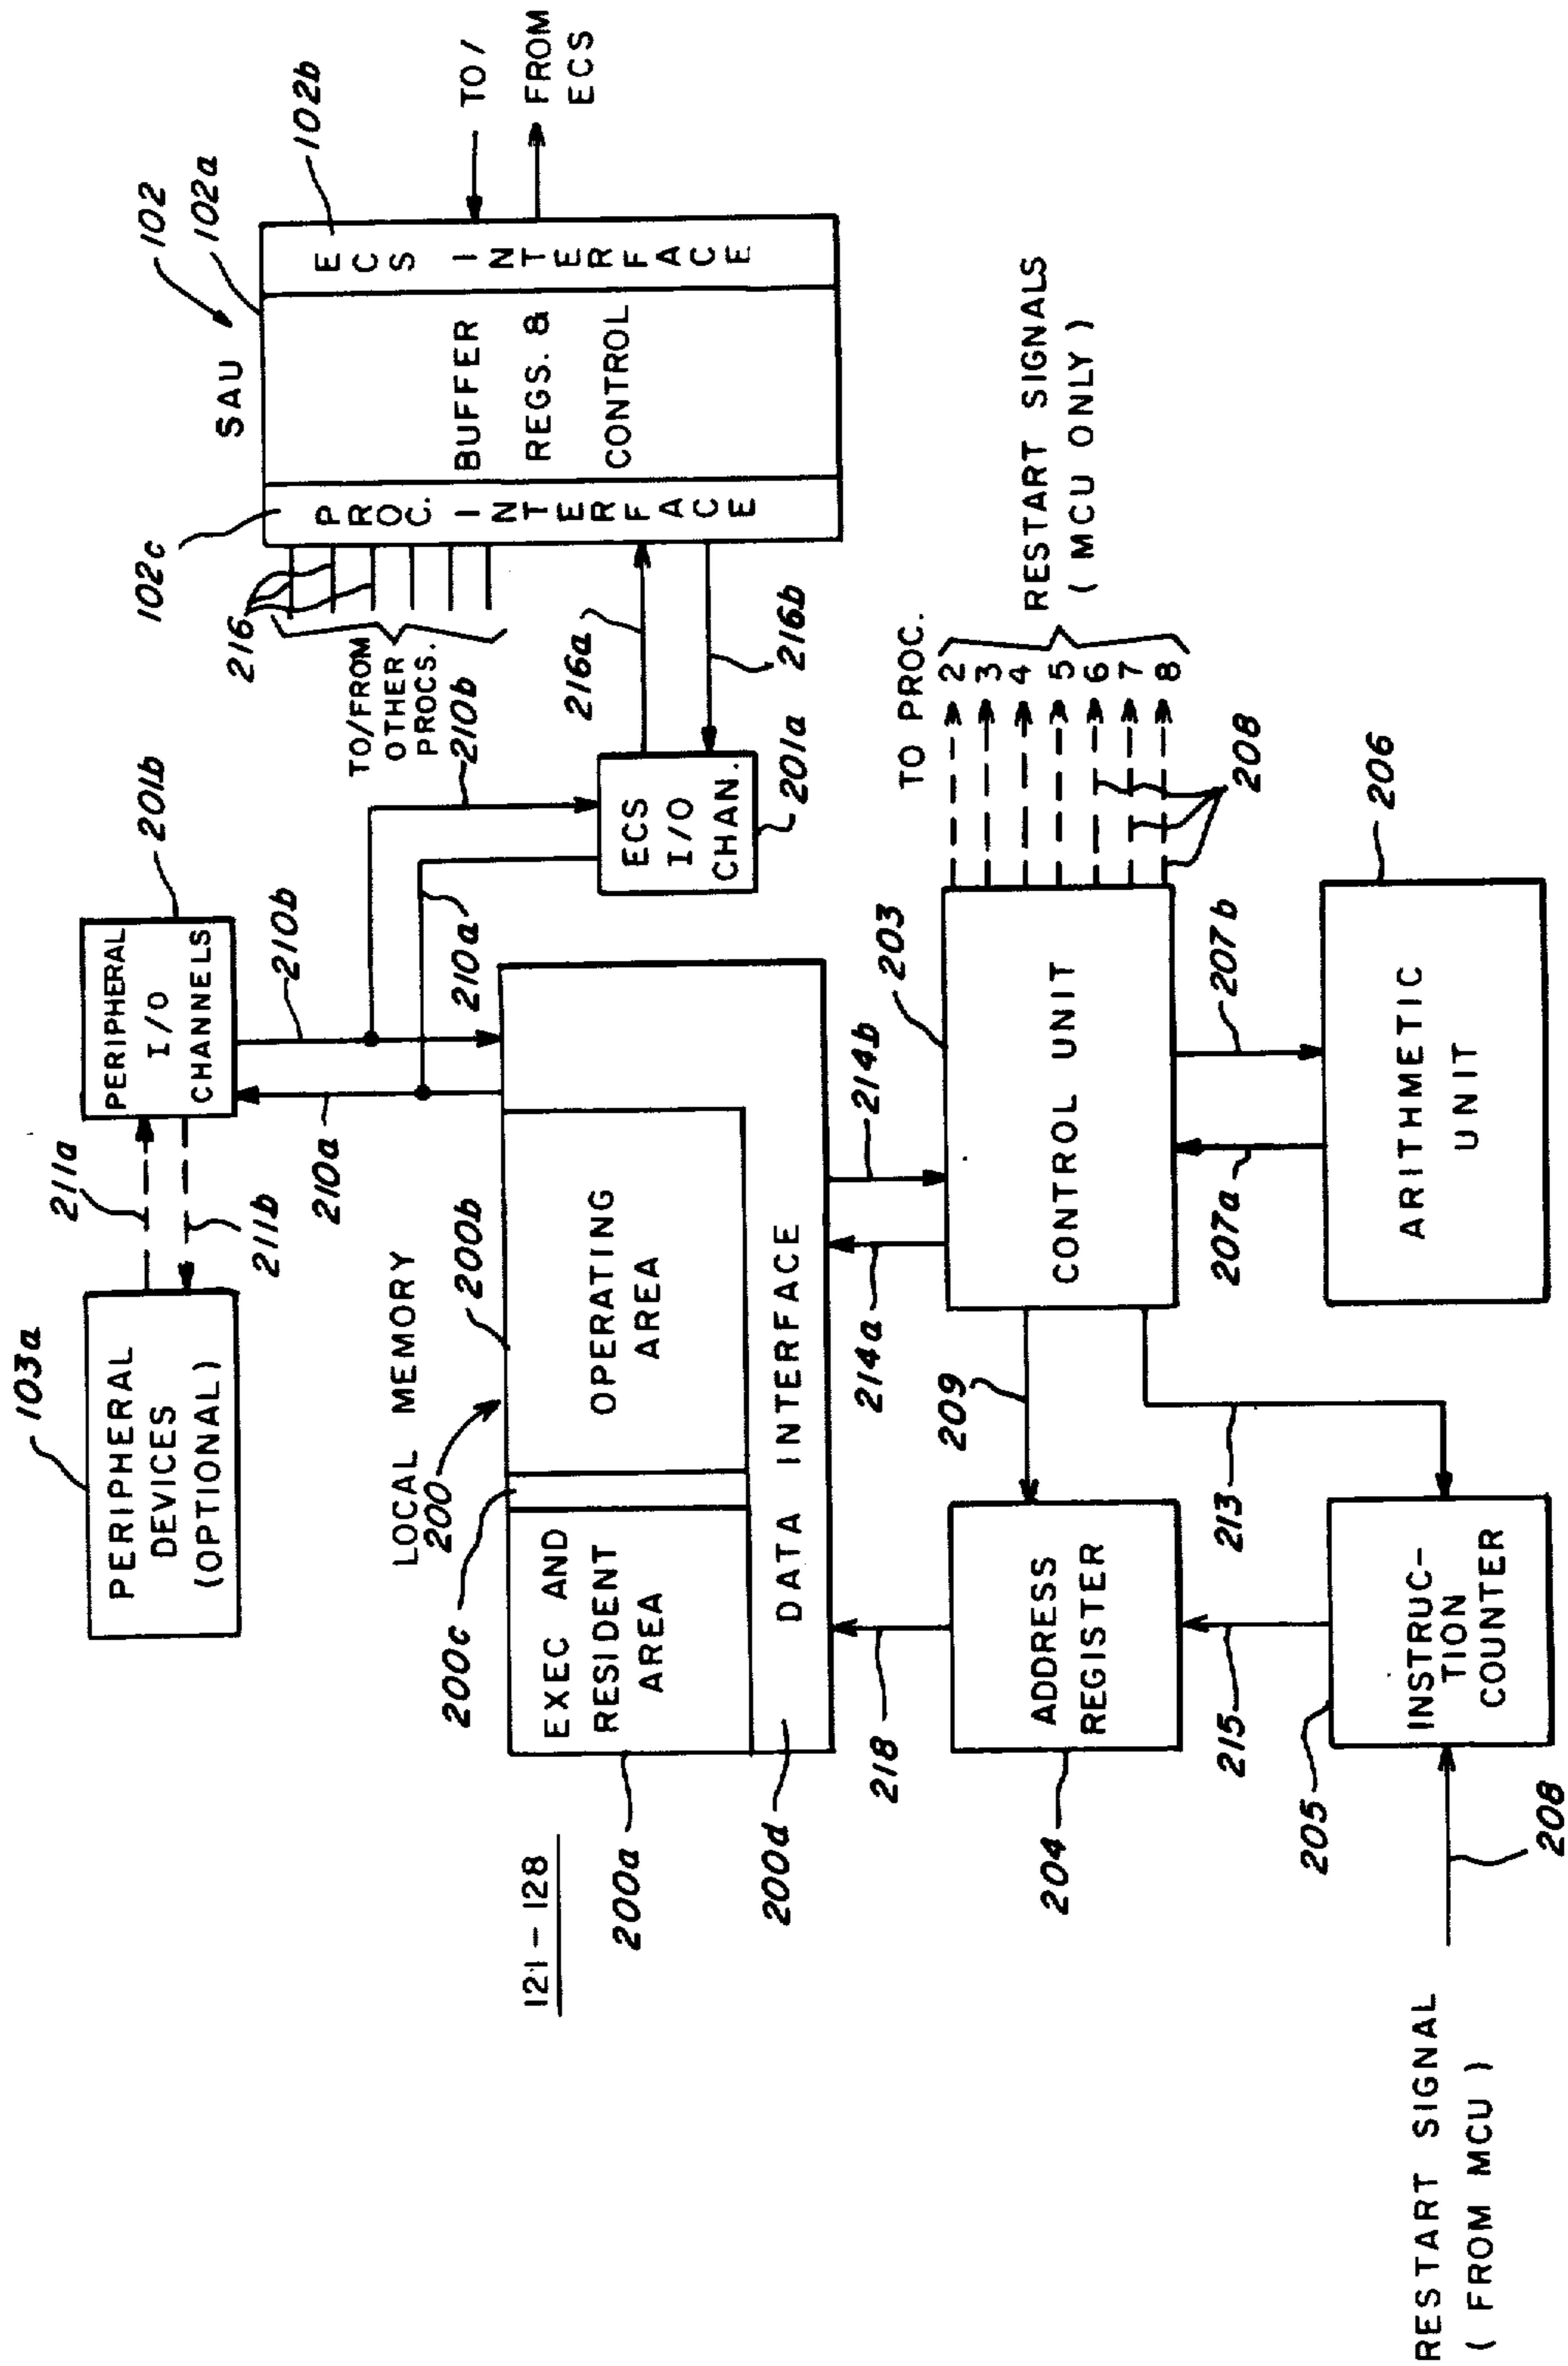 103a
PERIPHERAL
DEVICES
(OPTIONAL)
211a
211b
201b
PERIPHERAL
I/O
CHANNELS
210a
210b
LOCAL MEMORY
200
200b
200c
EXEC AND
RESIDENT
AREA
OPERATING
AREA
DATA INTERFACE
121-128
200a
200d
210a
210b
ECS
I/O
CHAN.
201a
216a
216b
216
TO/FROM
OTHER
PROCS.
102c
SAU
102
102a
102b
PROC. INTERFACE
BUFFER
REGS. &
CONTROL
ECS INTERFACE
TO /
FROM
ECS
218
214a
214b
204
ADDRESS
REGISTER
209
203
CONTROL UNIT
TO PROC.
2
3
4
5
6
7
8
RESTART SIGNALS
( MCU ONLY )
208
215
213
207a
207b
205
INSTRUC-
TION
COUNTER
206
ARITHMETIC
UNIT
RESTART SIGNAL
( FROM MCU )
208